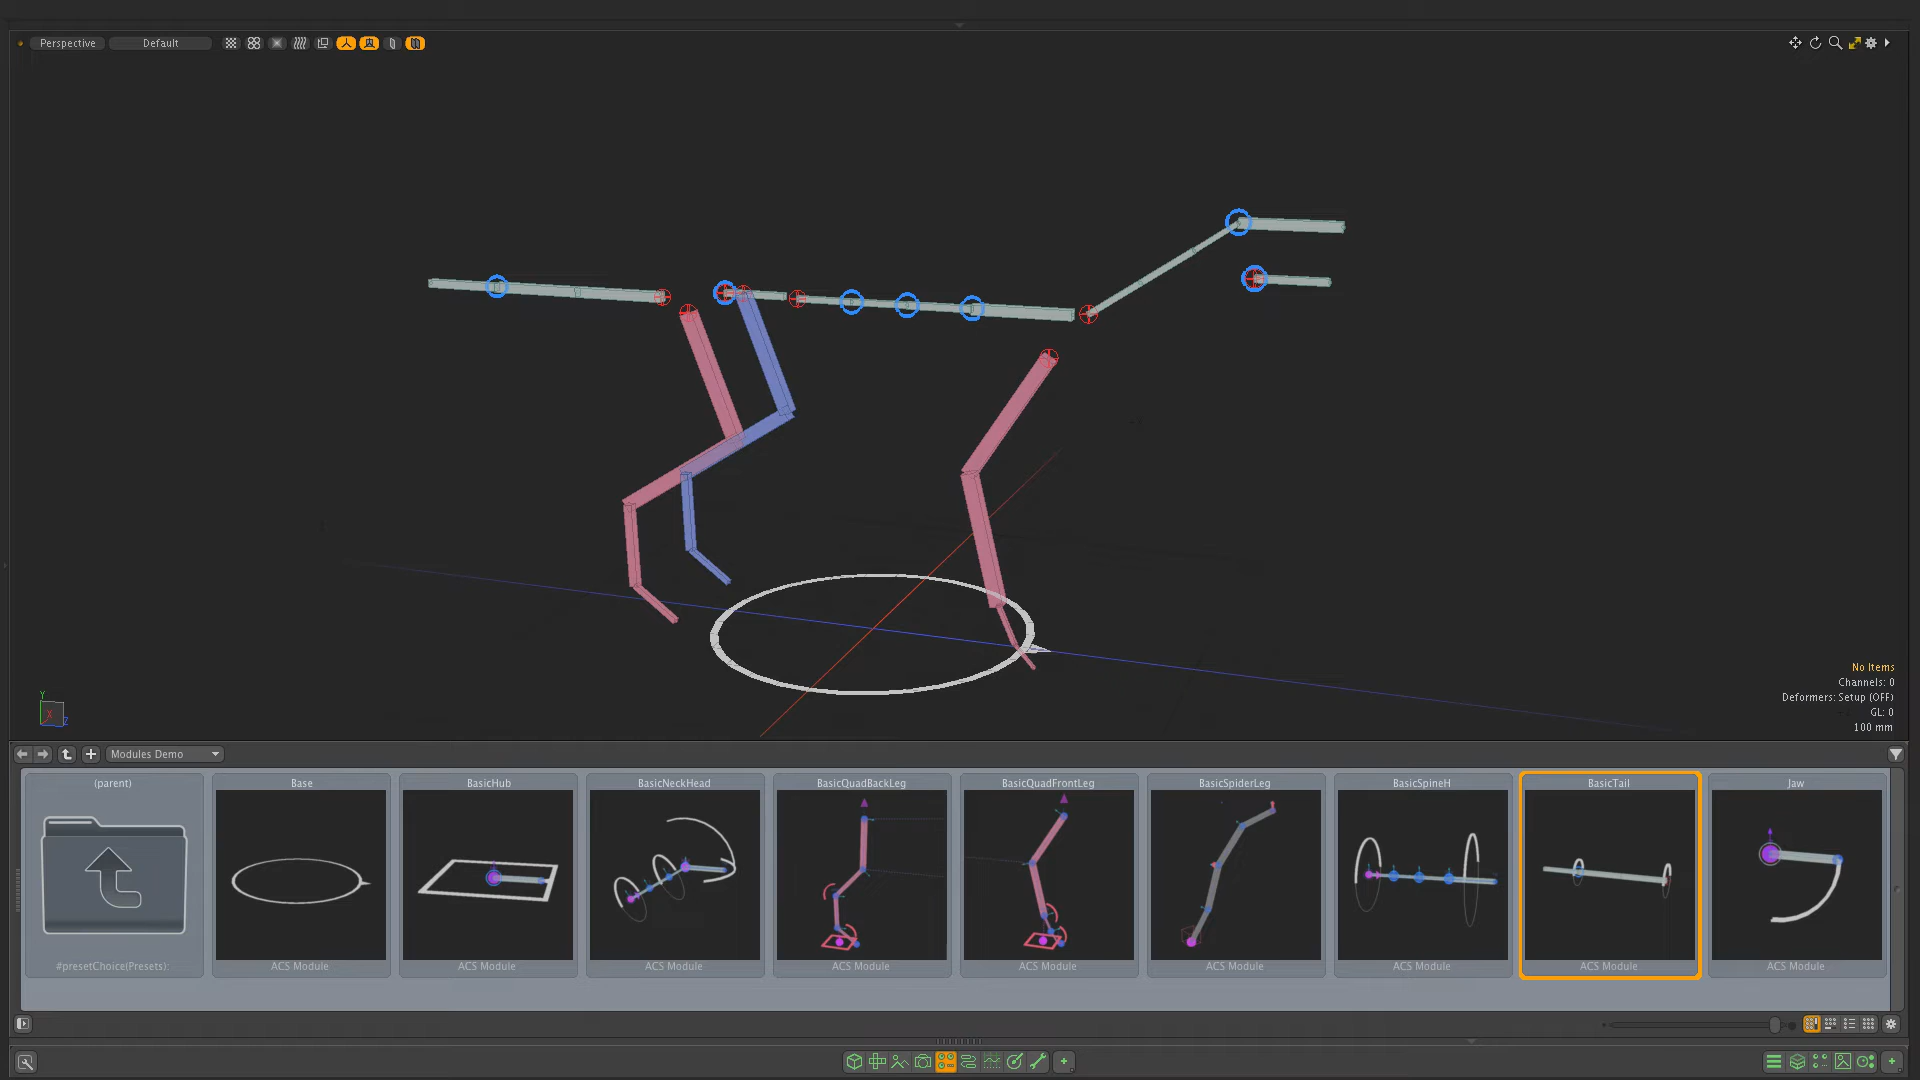 Perspective
Default
No Items
Channels: 0
Deformers: Setup (OFF)
GL: 0
100 mm
Y
X
Z
Modules Demo
(parent)
Base
BasicHub
BasicNeckHead
BasicQuadBackLeg
BasicQuadFrontLeg
BasicSpiderLeg
BasicSpineH
BasicTail
Jaw
#presetChoice(Presets):
ACS Module
ACS Module
ACS Module
ACS Module
ACS Module
ACS Module
ACS Module
ACS Module
ACS Module